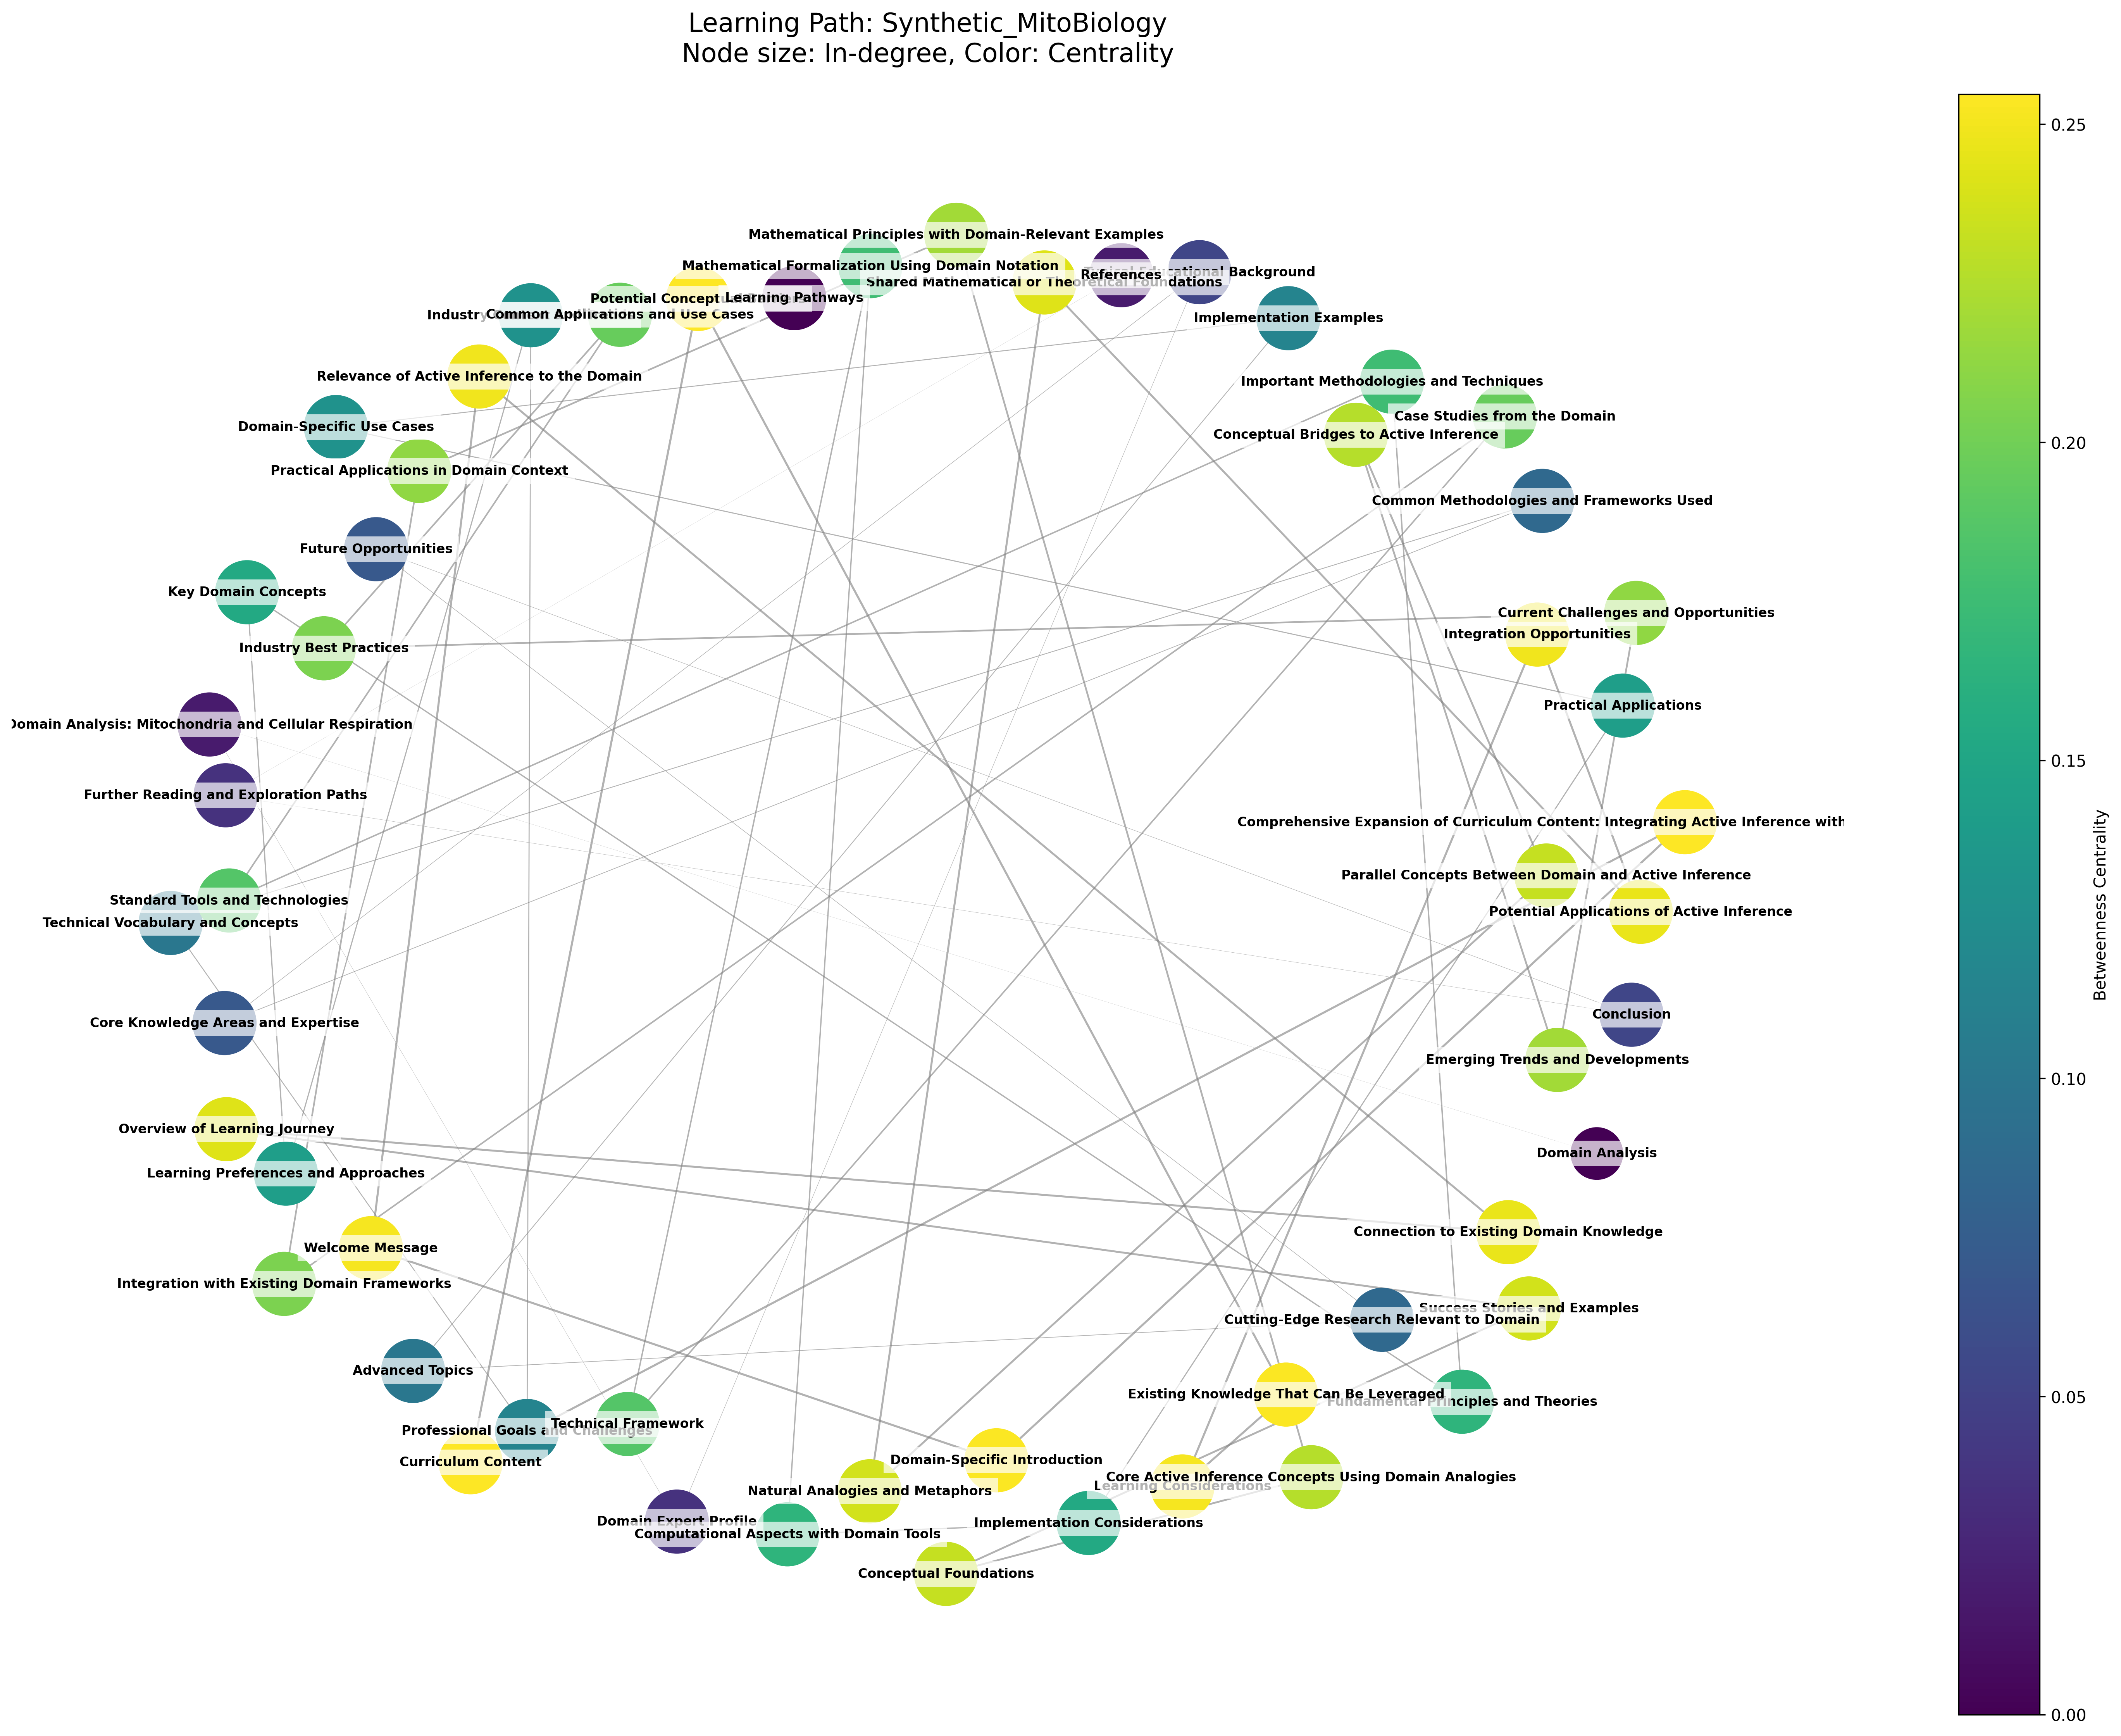 Learning Path: Synthetic_MitoBiology
Node size: In-degree, Color: Centrality
Mathematical Principles with Domain-Relevant Examples
Mathematical Formalization Using Domain Notation
References
Educational Background
Shared Mathematical or Theoretical Foundations
Potential Concept
Learning Pathways
Industry
Common Applications and Use Cases
Implementation Examples
Relevance of Active Inference to the Domain
Important Methodologies and Techniques
Case Studies from the Domain
Domain-Specific Use Cases
Conceptual Bridges to Active Inference
Practical Applications in Domain Context
Common Methodologies and Frameworks Used
Future Opportunities
Key Domain Concepts
Current Challenges and Opportunities
Integration Opportunities
Industry Best Practices
Practical Applications
Domain Analysis: Mitochondria and Cellular Respiration
Further Reading and Exploration Paths
Comprehensive Expansion of Curriculum Content: Integrating Active Inference with
Parallel Concepts Between Domain and Active Inference
Standard Tools and Technologies
Potential Applications of Active Inference
Technical Vocabulary and Concepts
Conclusion
Core Knowledge Areas and Expertise
Emerging Trends and Developments
Overview of Learning Journey
Domain Analysis
Learning Preferences and Approaches
Connection to Existing Domain Knowledge
Welcome Message
Integration with Existing Domain Frameworks
Success Stories and Examples
Cutting-Edge Research Relevant to Domain
Advanced Topics
Existing Knowledge That Can Be Leveraged
Fundamental Principles and Theories
Technical Framework
Professional Goals and Challenges
Curriculum Content
Domain-Specific Introduction
Core Active Inference Concepts Using Domain Analogies
Learning Considerations
Natural Analogies and Metaphors
Domain Expert Profile
Implementation Considerations
Computational Aspects with Domain Tools
Conceptual Foundations
0.25
0.20
0.15
0.10
0.05
0.00
Betweenness Centrality